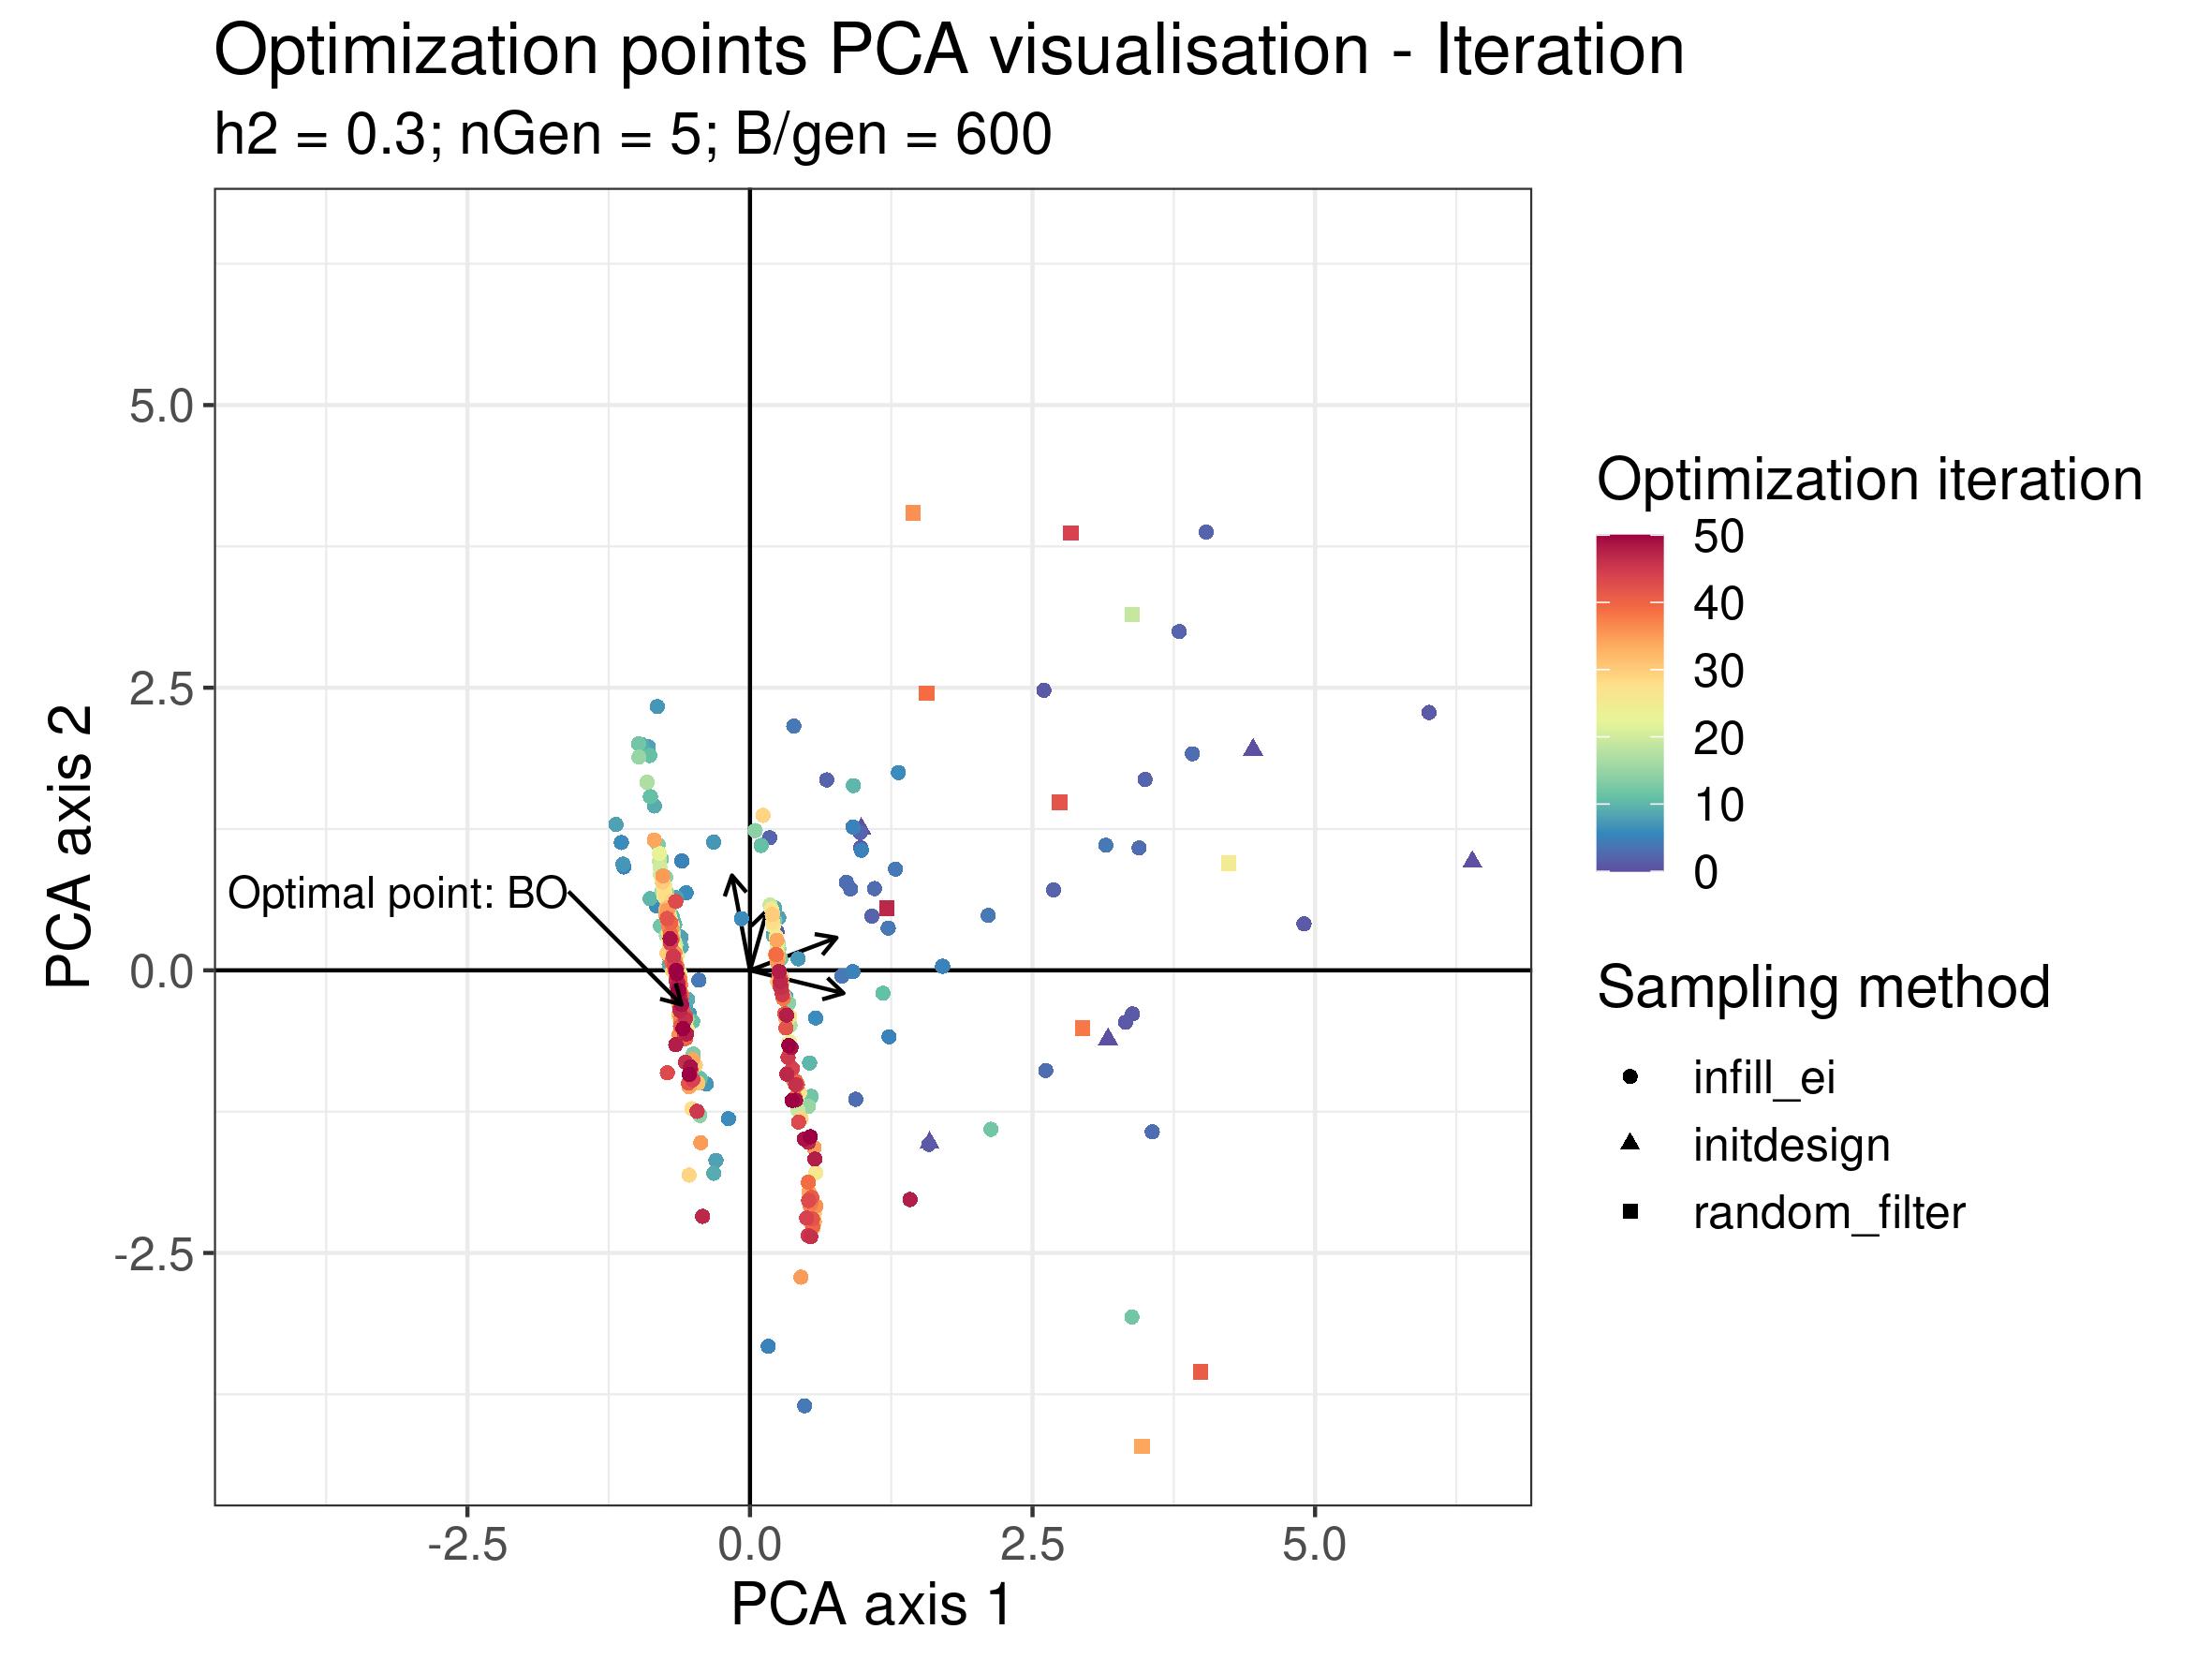 Optimization points PCA visualisation - Iteration
h2 = 0.3; nGen = 5; B/gen = 600
PCA axis 2
5.0
2.5
0.0
-2.5
Optimal point: BO
-2.5
0.0
2.5
5.0
PCA axis 1
Optimization iteration
50
40
30
20
10
0
Sampling method
infill_ei
initdesign
random_filter